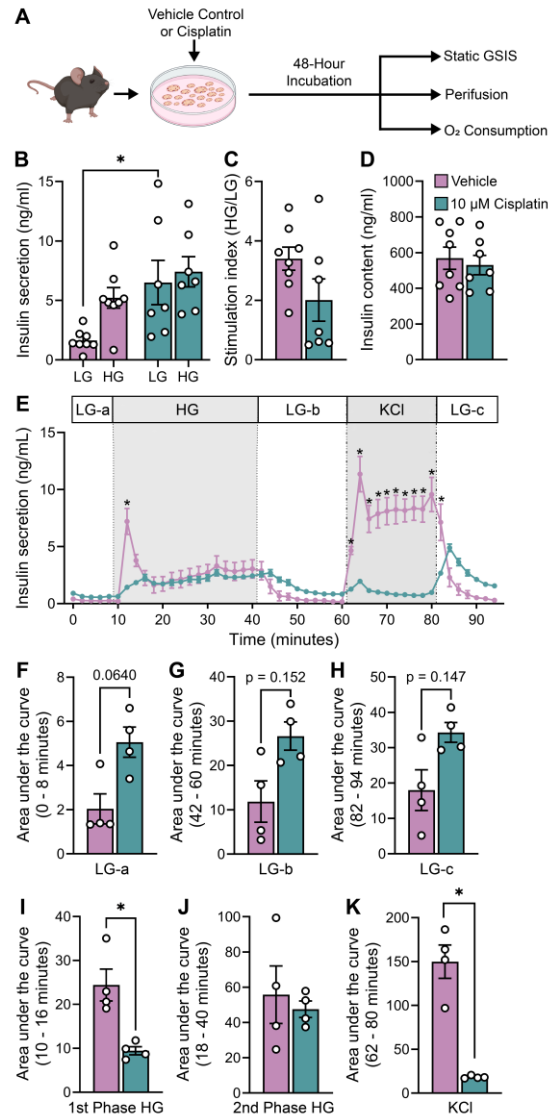 A
Vehicle Control
or Cisplatin
48-Hour
Incubation
Static GSIS
Perifusion
O₂ Consumption
B
Insulin secretion (ng/ml)
15
10
5
0
*
LG
HG
LG
HG
C
Stimulation index (HG/LG)
6
4
2
0
D
Insulin content (ng/ml)
1000
800
600
400
200
0
Vehicle
10 µM Cisplatin
E
LG-a
HG
LG-b
KCl
LG-c
Insulin secretion (ng/mL)
15
10
5
0
* * * * * * * * * * * *
0
10
20
30
40
50
60
70
80
90
Time (minutes)
F
Area under the curve
(0 - 8 minutes)
8
6
4
2
0
0.0640
LG-a
G
Area under the curve
(42 - 60 minutes)
40
30
20
10
0
p = 0.152
LG-b
H
Area under the curve
(82 - 94 minutes)
50
40
30
20
10
0
p = 0.147
LG-c
I
Area under the curve
(10 - 16 minutes)
40
30
20
10
0
*
1st Phase HG
J
Area under the curve
(18 - 40 minutes)
100
80
60
40
20
0
2nd Phase HG
K
Area under the curve
(62 - 80 minutes)
200
150
100
50
0
*
KCl